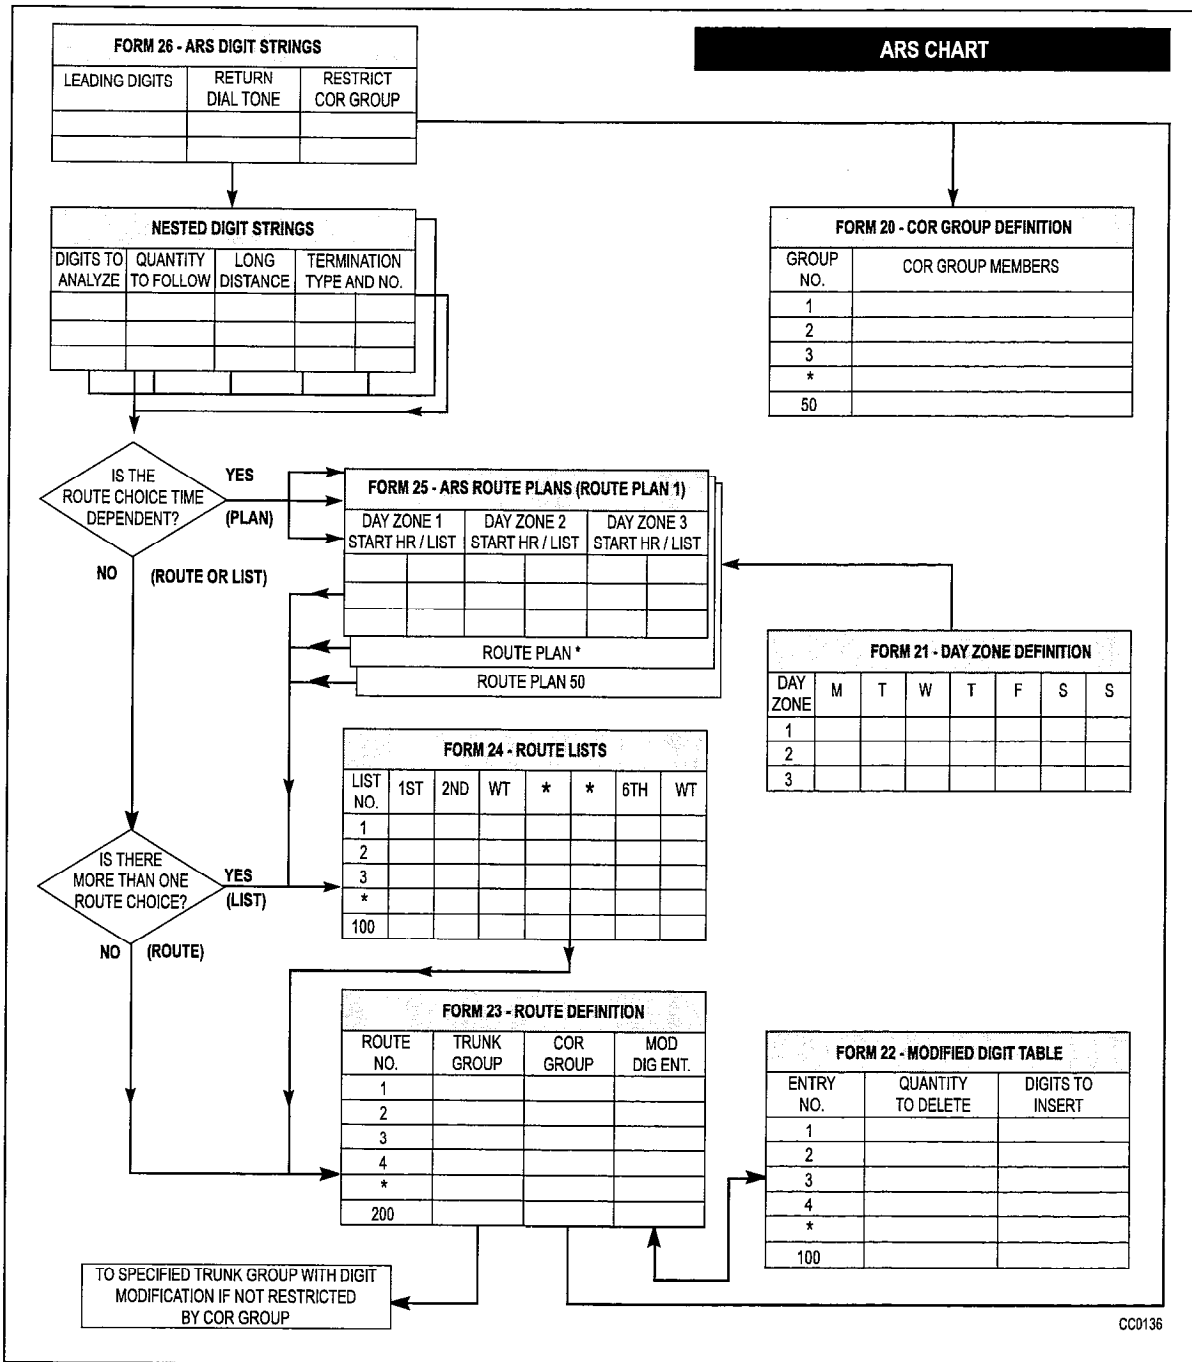 ARS CHART
FORM 26 - ARS DIGIT STRINGS
LEADING DIGITS
RETURN
DIAL TONE
RESTRICT
COR GROUP
NESTED DIGIT STRINGS
DIGITS TO
ANALYZE
QUANTITY
TO FOLLOW
LONG
DISTANCE
TERMINATION
TYPE AND NO.
FORM 20 - COR GROUP DEFINITION
GROUP
NO.
COR GROUP MEMBERS
1
2
3
*
50
IS THE
ROUTE CHOICE TIME
DEPENDENT?
YES
(PLAN)
NO
(ROUTE OR LIST)
FORM 25 - ARS ROUTE PLANS (ROUTE PLAN 1)
DAY ZONE 1
START HR / LIST
DAY ZONE 2
START HR / LIST
DAY ZONE 3
START HR / LIST
ROUTE PLAN *
ROUTE PLAN 50
FORM 21 - DAY ZONE DEFINITION
DAY
ZONE
M
T
W
T
F
S
S
1
2
3
FORM 24 - ROUTE LISTS
LIST
NO.
1ST
2ND
WT
*
*
6TH
WT
1
2
3
*
100
IS THERE
MORE THAN ONE
ROUTE CHOICE?
YES
(LIST)
NO
(ROUTE)
FORM 23 - ROUTE DEFINITION
ROUTE
NO.
TRUNK
GROUP
COR
GROUP
MOD
DIG ENT.
1
2
3
4
*
200
FORM 22 - MODIFIED DIGIT TABLE
ENTRY
NO.
QUANTITY
TO DELETE
DIGITS TO
INSERT
1
2
3
4
*
100
TO SPECIFIED TRUNK GROUP WITH DIGIT
MODIFICATION IF NOT RESTRICTED
BY COR GROUP
CC0136